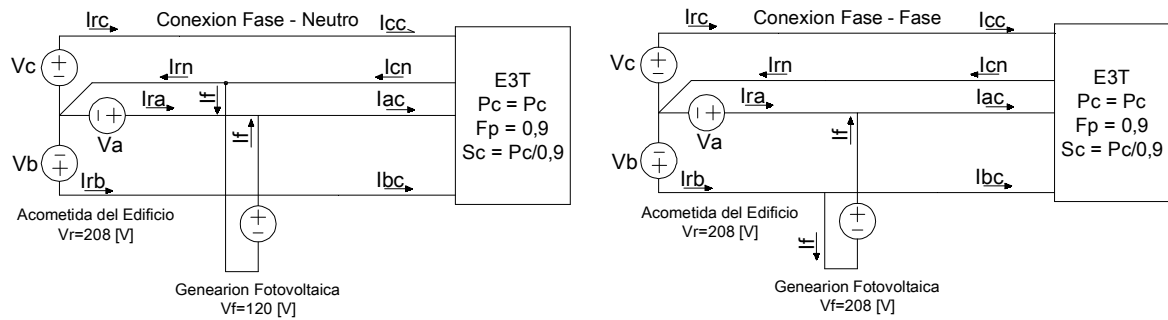 Conexion Fase - Neutro
Irc
Icc
Vc
Irn
Icn
Ira
If
Iac
If
Va
Vb
Irb
Ibc
E3T
Pc = Pc
Fp = 0,9
Sc = Pc/0,9
Acometida del Edificio
Vr=208 [V]
Genearion Fotovoltaica
Vf=120 [V]
Conexion Fase - Fase
Irc
Icc
Vc
Irn
Icn
Ira
Iac
If
Va
Vb
Irb
Ibc
E3T
Pc = Pc
Fp = 0,9
Sc = Pc/0,9
Acometida del Edificio
Vr=208 [V]
If
Genearion Fotovoltaica
Vf=208 [V]